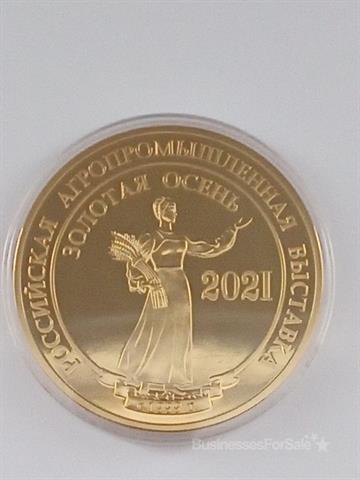 РОССИЙСКАЯ АГРОПРОМЫШЛЕННАЯ ВЫСТАВКА
ЗОЛОТАЯ ОСЕНЬ
2021
BusinessesForSale